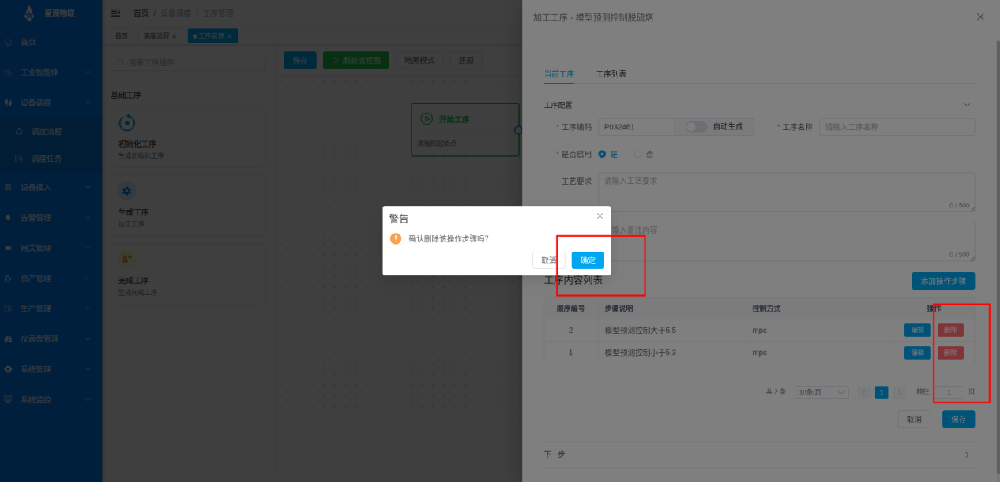 星观物联
首页 / 设备调度 / 工序管理
加工工序 - 模型预测控制脱硫塔
首页
调度流程
工序管理
首页
工业智能体
设备调度
调度流程
调度任务
设备接入
告警管理
网关管理
资产管理
生产管理
仪表盘管理
系统管理
系统监控
搜索工序组件
基础工序
初始化工序
生成初始化工序
生成工序
加工工序
完成工序
生成完成工序
保存
刷新流程图
暗黑模式
还原
开始工序
流程的起始点
当前工序
工序列表
工序配置
* 工序编码
P032461
自动生成
* 工序名称
请输入工序名称
* 是否启用
是
否
工艺要求
请输入工艺要求
0 / 500
输入备注内容
0 / 500
警告
确认删除该操作步骤吗?
取消
确定
工序内容列表
添加操作步骤
顺序编号 步骤说明 控制方式 操作
2 模型预测控制大于5.5 mpc 编辑 删除
1 模型预测控制小于5.3 mpc 编辑 删除
共 2 条
10条/页
1
前往
1
页
取消
保存
下一步